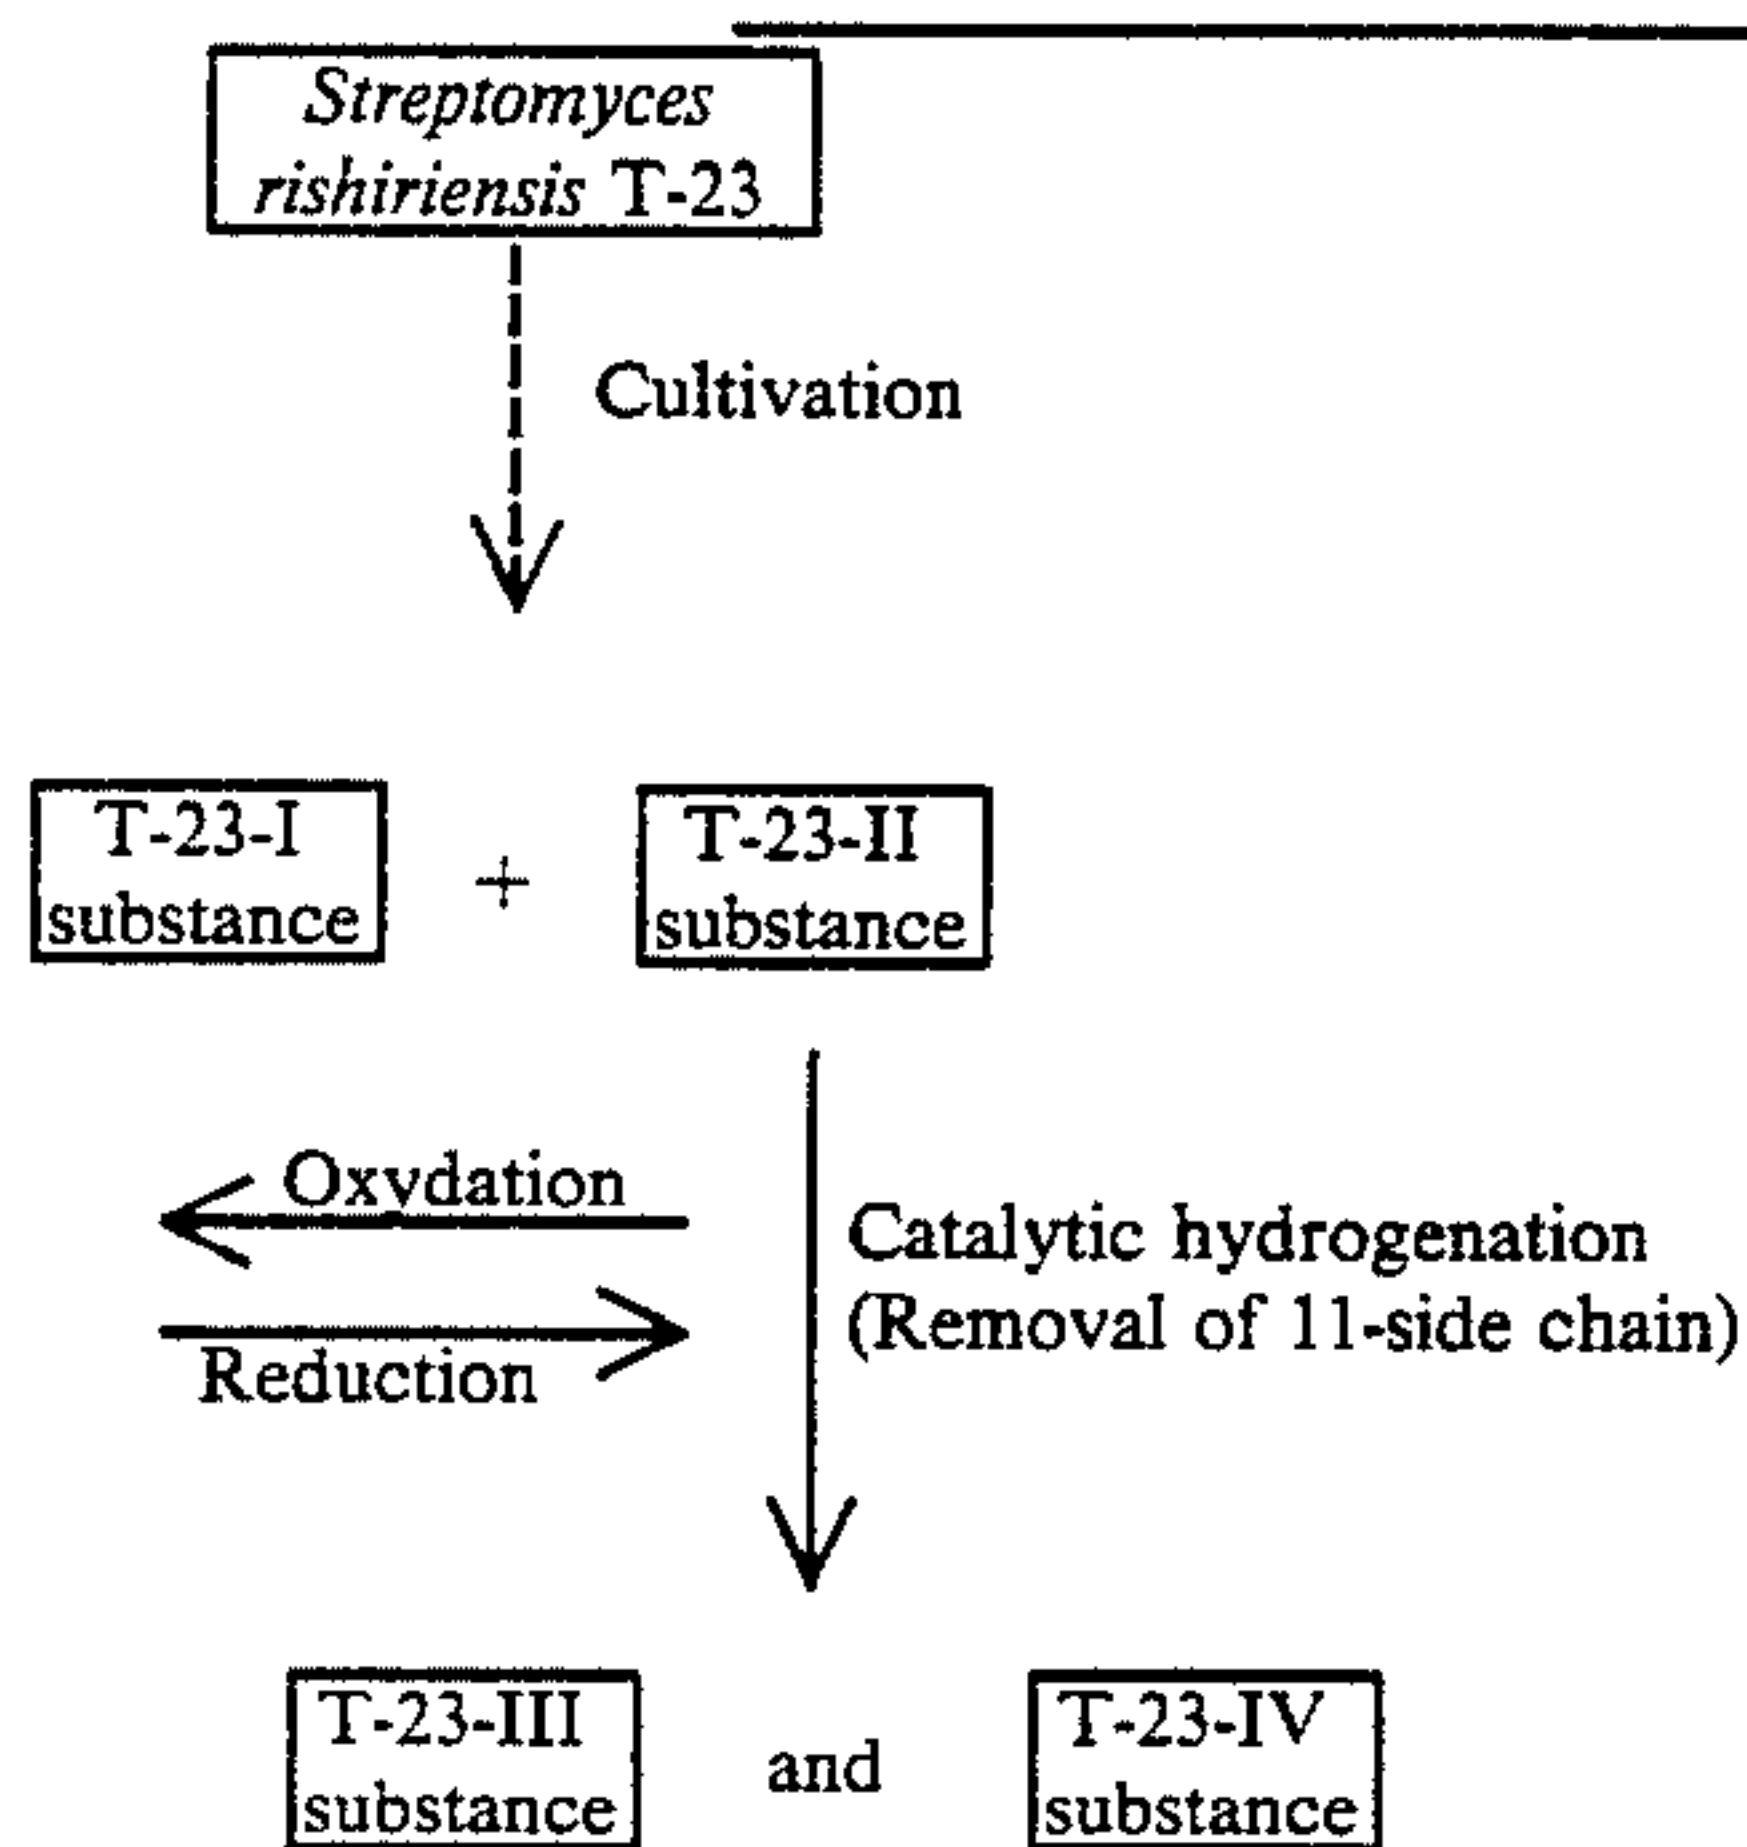 Streptomyces
rishiriensis T-23
Cultivation
T-23-I
substance
+
T-23-II
substance
Oxydation
Reduction
Catalytic hydrogenation
(Removal of 11-side chain)
T-23-III
substance
and
T-23-IV
substance